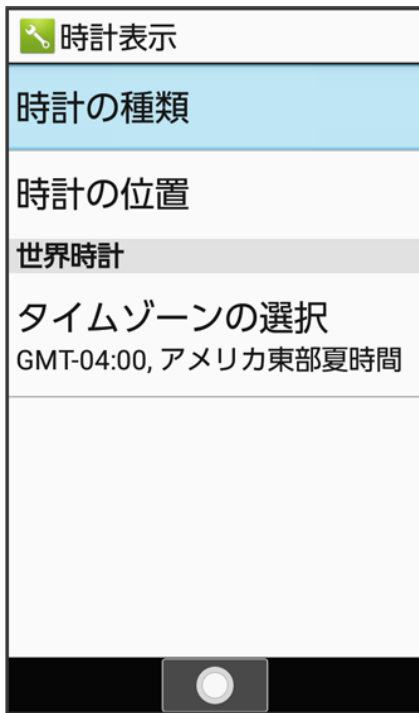 時計表示
時計の種類
時計の位置
世界時計
タイムゾーンの選択
GMT-04:00, アメリカ東部夏時間